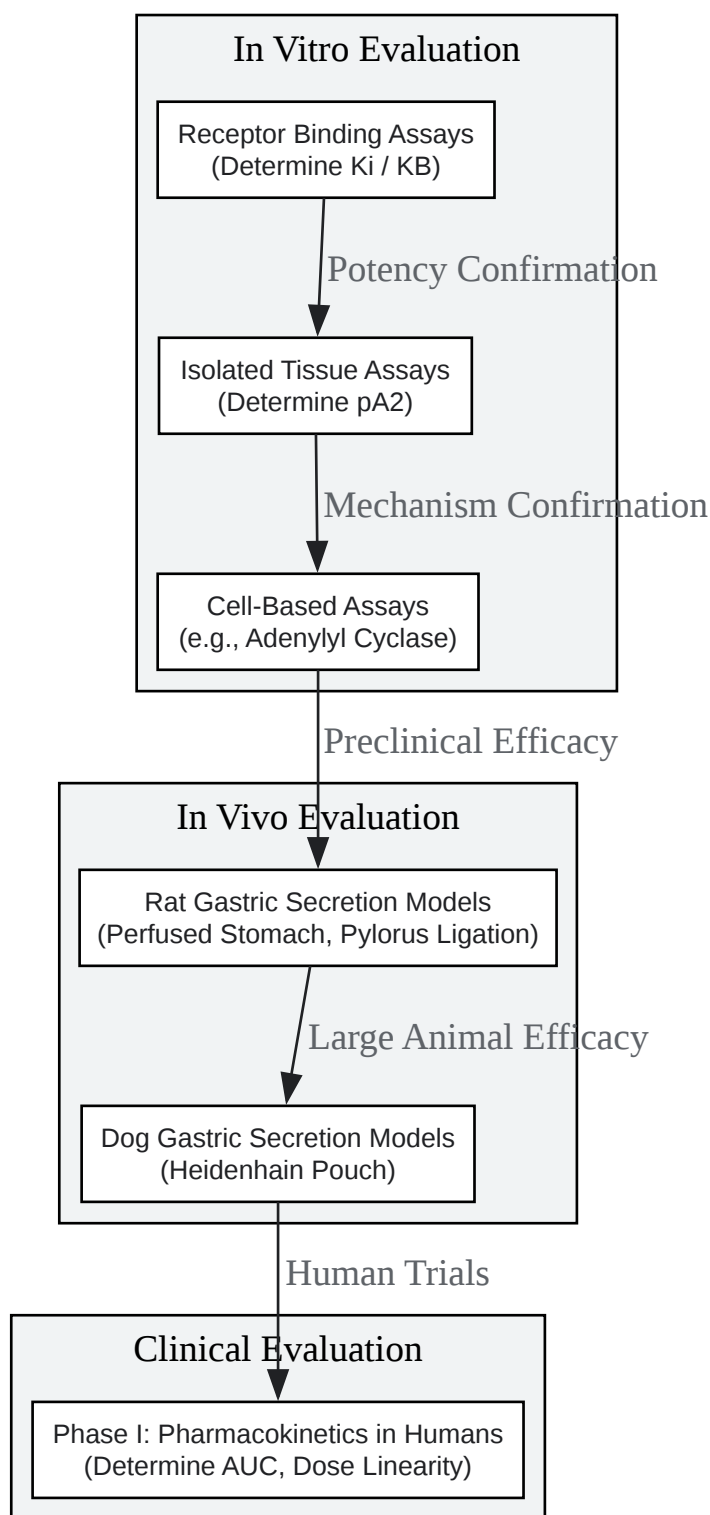 In Vitro Evaluation
Receptor Binding Assays
(Determine Ki / KB)
Potency Confirmation
Isolated Tissue Assays
(Determine pA2)
Mechanism Confirmation
Cell-Based Assays
(e.g., Adenylyl Cyclase)
Preclinical Efficacy
In Vivo Evaluation
Rat Gastric Secretion Models
(Perfused Stomach, Pylorus Ligation)
Large Animal Efficacy
Dog Gastric Secretion Models
(Heidenhain Pouch)
Human Trials
Clinical Evaluation
Phase I: Pharmacokinetics in Humans
(Determine AUC, Dose Linearity)